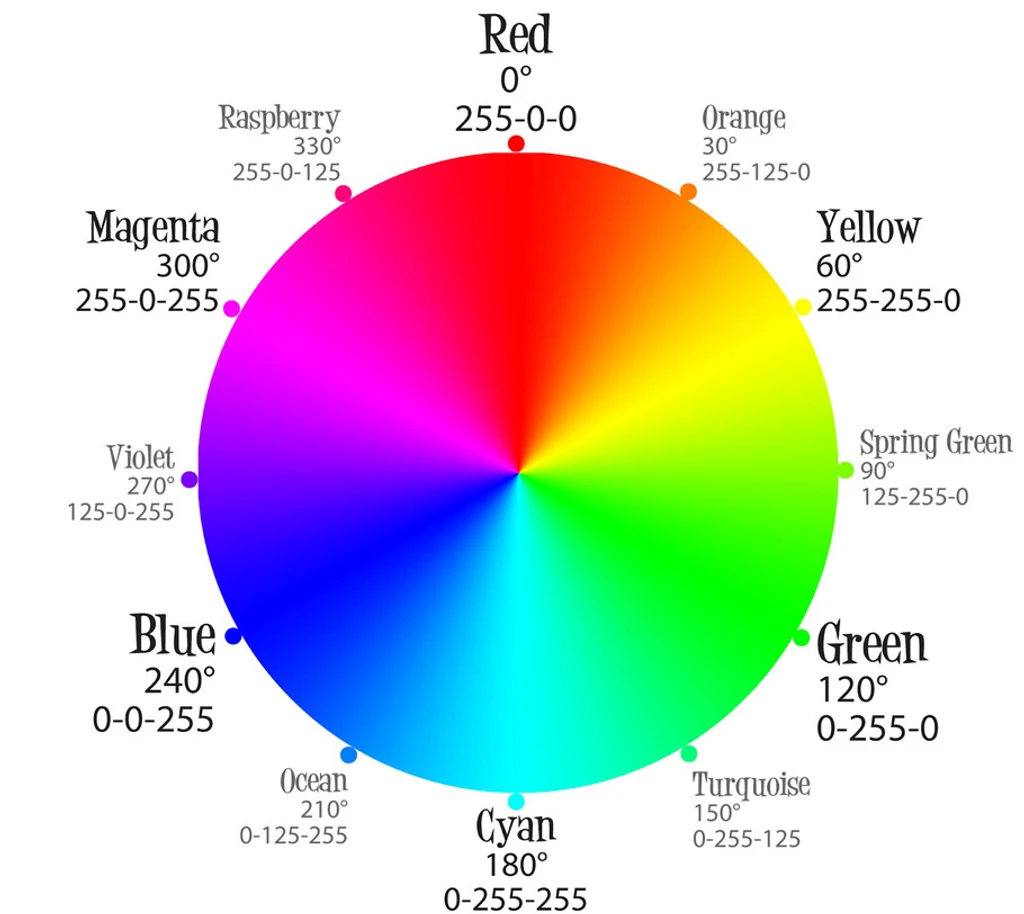 Red
0°
255-0-0
Orange
30°
255-125-0
Yellow
60°
255-255-0
Spring Green
90°
125-255-0
Green
120°
0-255-0
Turquoise
150°
0-255-125
Cyan
180°
0-255-255
Ocean
210°
0-125-255
Blue
240°
0-0-255
Violet
270°
125-0-255
Magenta
300°
255-0-255
Raspberry
330°
255-0-125